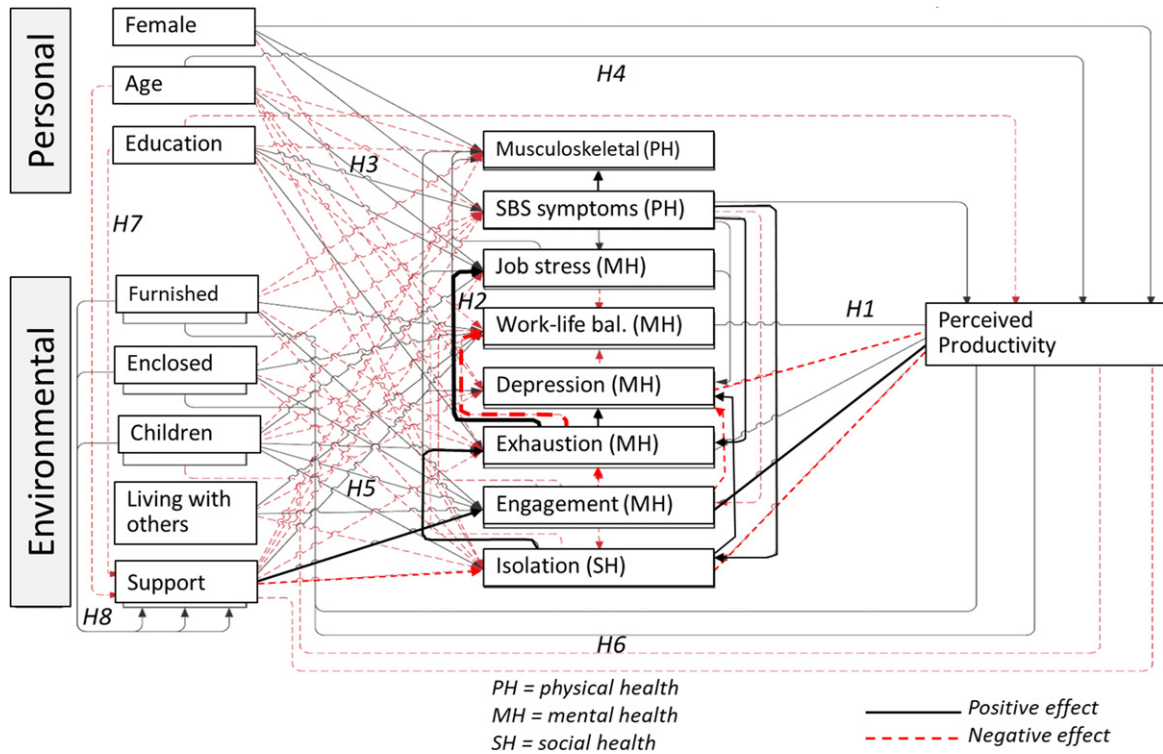 Personal
Female
Age
Education
H4
H3
H7
Musculoskeletal (PH)
SBS symptoms (PH)
Job stress (MH)
H2
Work-life bal. (MH)
Depression (MH)
Exhaustion (MH)
Engagement (MH)
Isolation (SH)
H1
Perceived
Productivity
Environmental
Furnished
Enclosed
Children
Living with
others
Support
H5
H8
H6
PH = physical health
MH = mental health
SH = social health
Positive effect
Negative effect